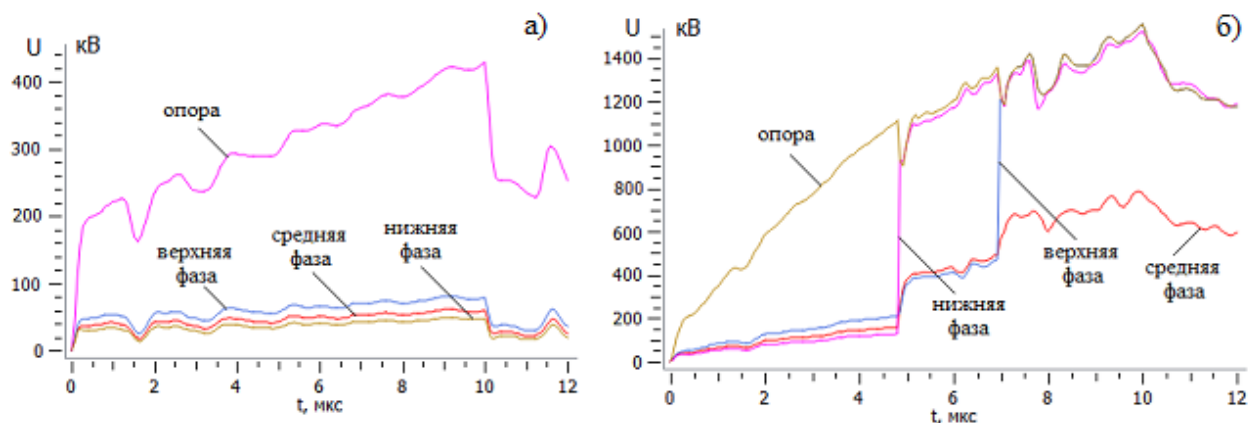 U кВ а)
400
300
200
100
0
опора
верхняя
фаза
средняя
фаза
нижняя
фаза
0 2 4 6 8 10 12
t, мкс
U кВ б)
1400
1200
1000
800
600
400
200
0
опора
нижняя
фаза
верхняя
фаза
средняя
фаза
0 2 4 6 8 10 12
t, мкс